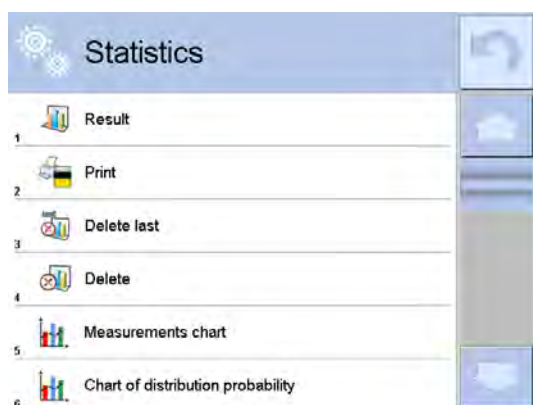 Statistics
1 Result
2 Print
3 Delete last
4 Delete
5 Measurements chart
6 Chart of distribution probability